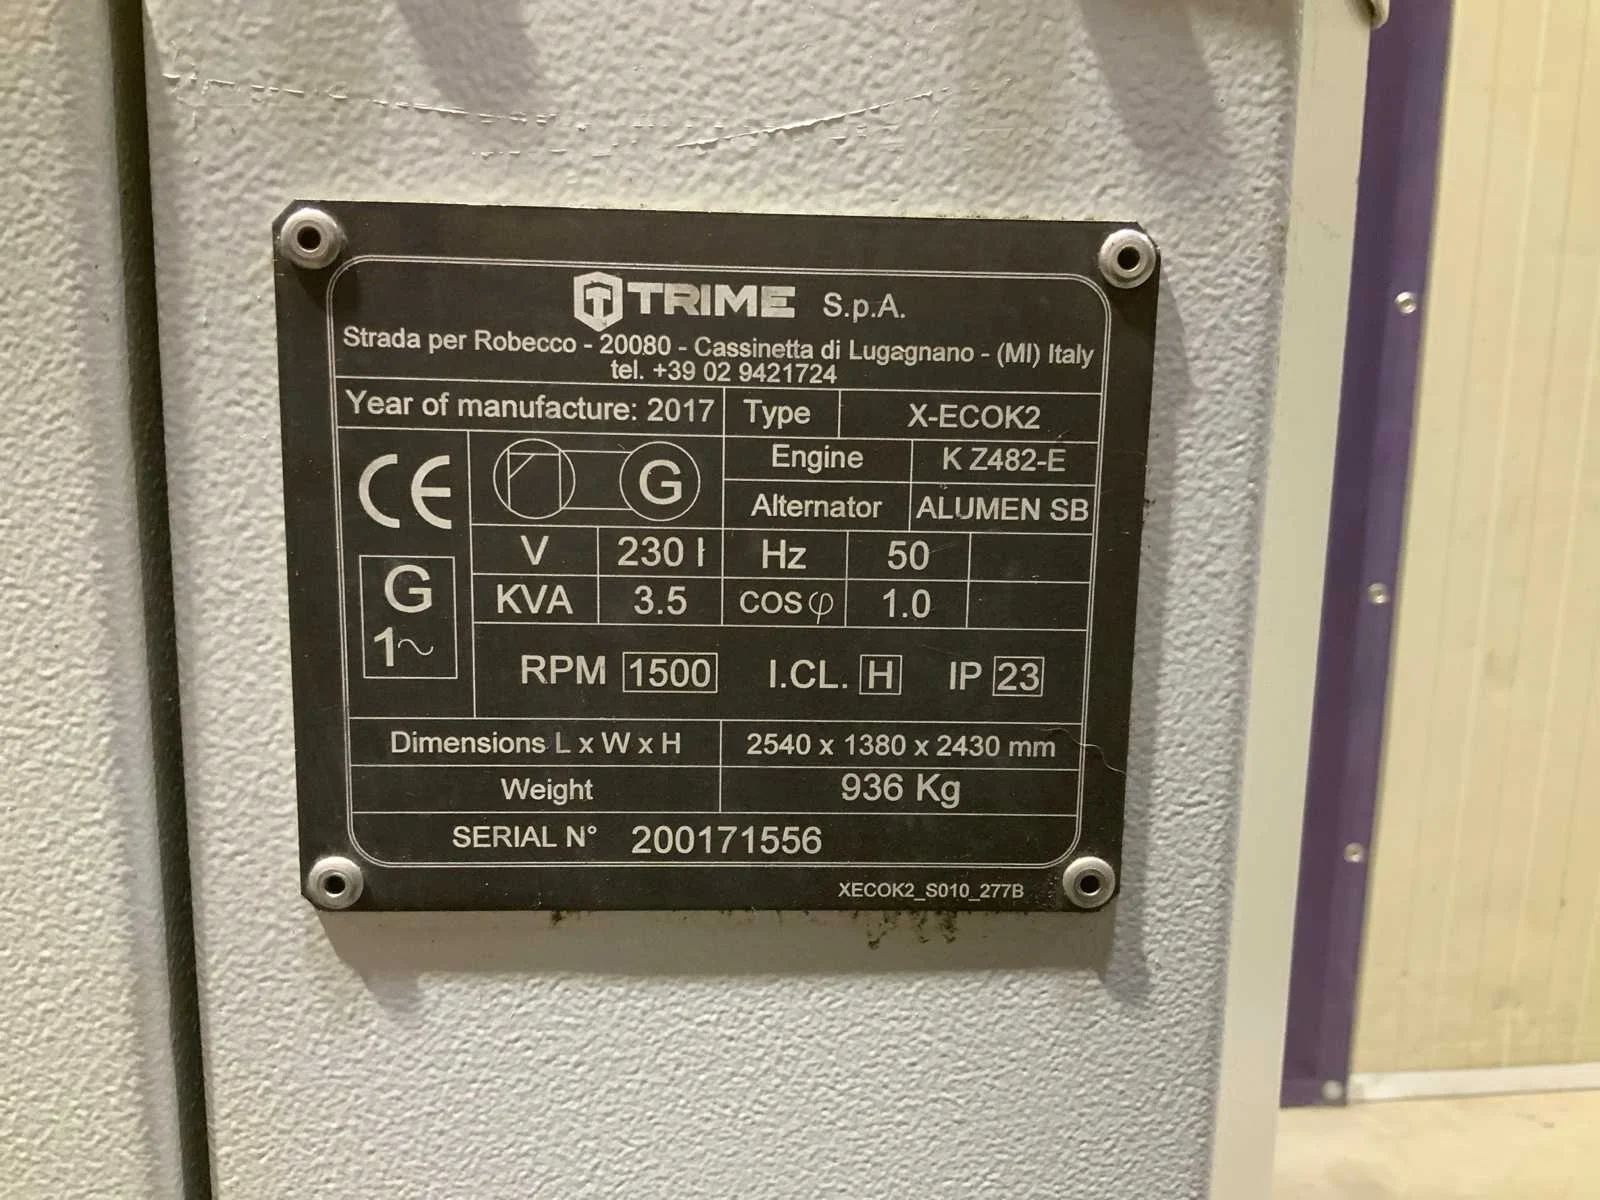 TRIME S.p.A.
Strada per Robecco - 20080 - Cassinetta di Lugagnano - (MI) Italy
tel. +39 02 9421724
Year of manufacture: 2017 Type X-ECOK2
CE G Engine K Z482-E
Alternator ALUMEN SB
V 230 I Hz 50
G 1~ KVA 3.5 COS φ 1.0
RPM 1500 I.CL. H IP 23
Dimensions L x W x H 2540 x 1380 x 2430 mm
Weight 936 Kg
SERIAL N° 200171556
XECOK2_S010_277B